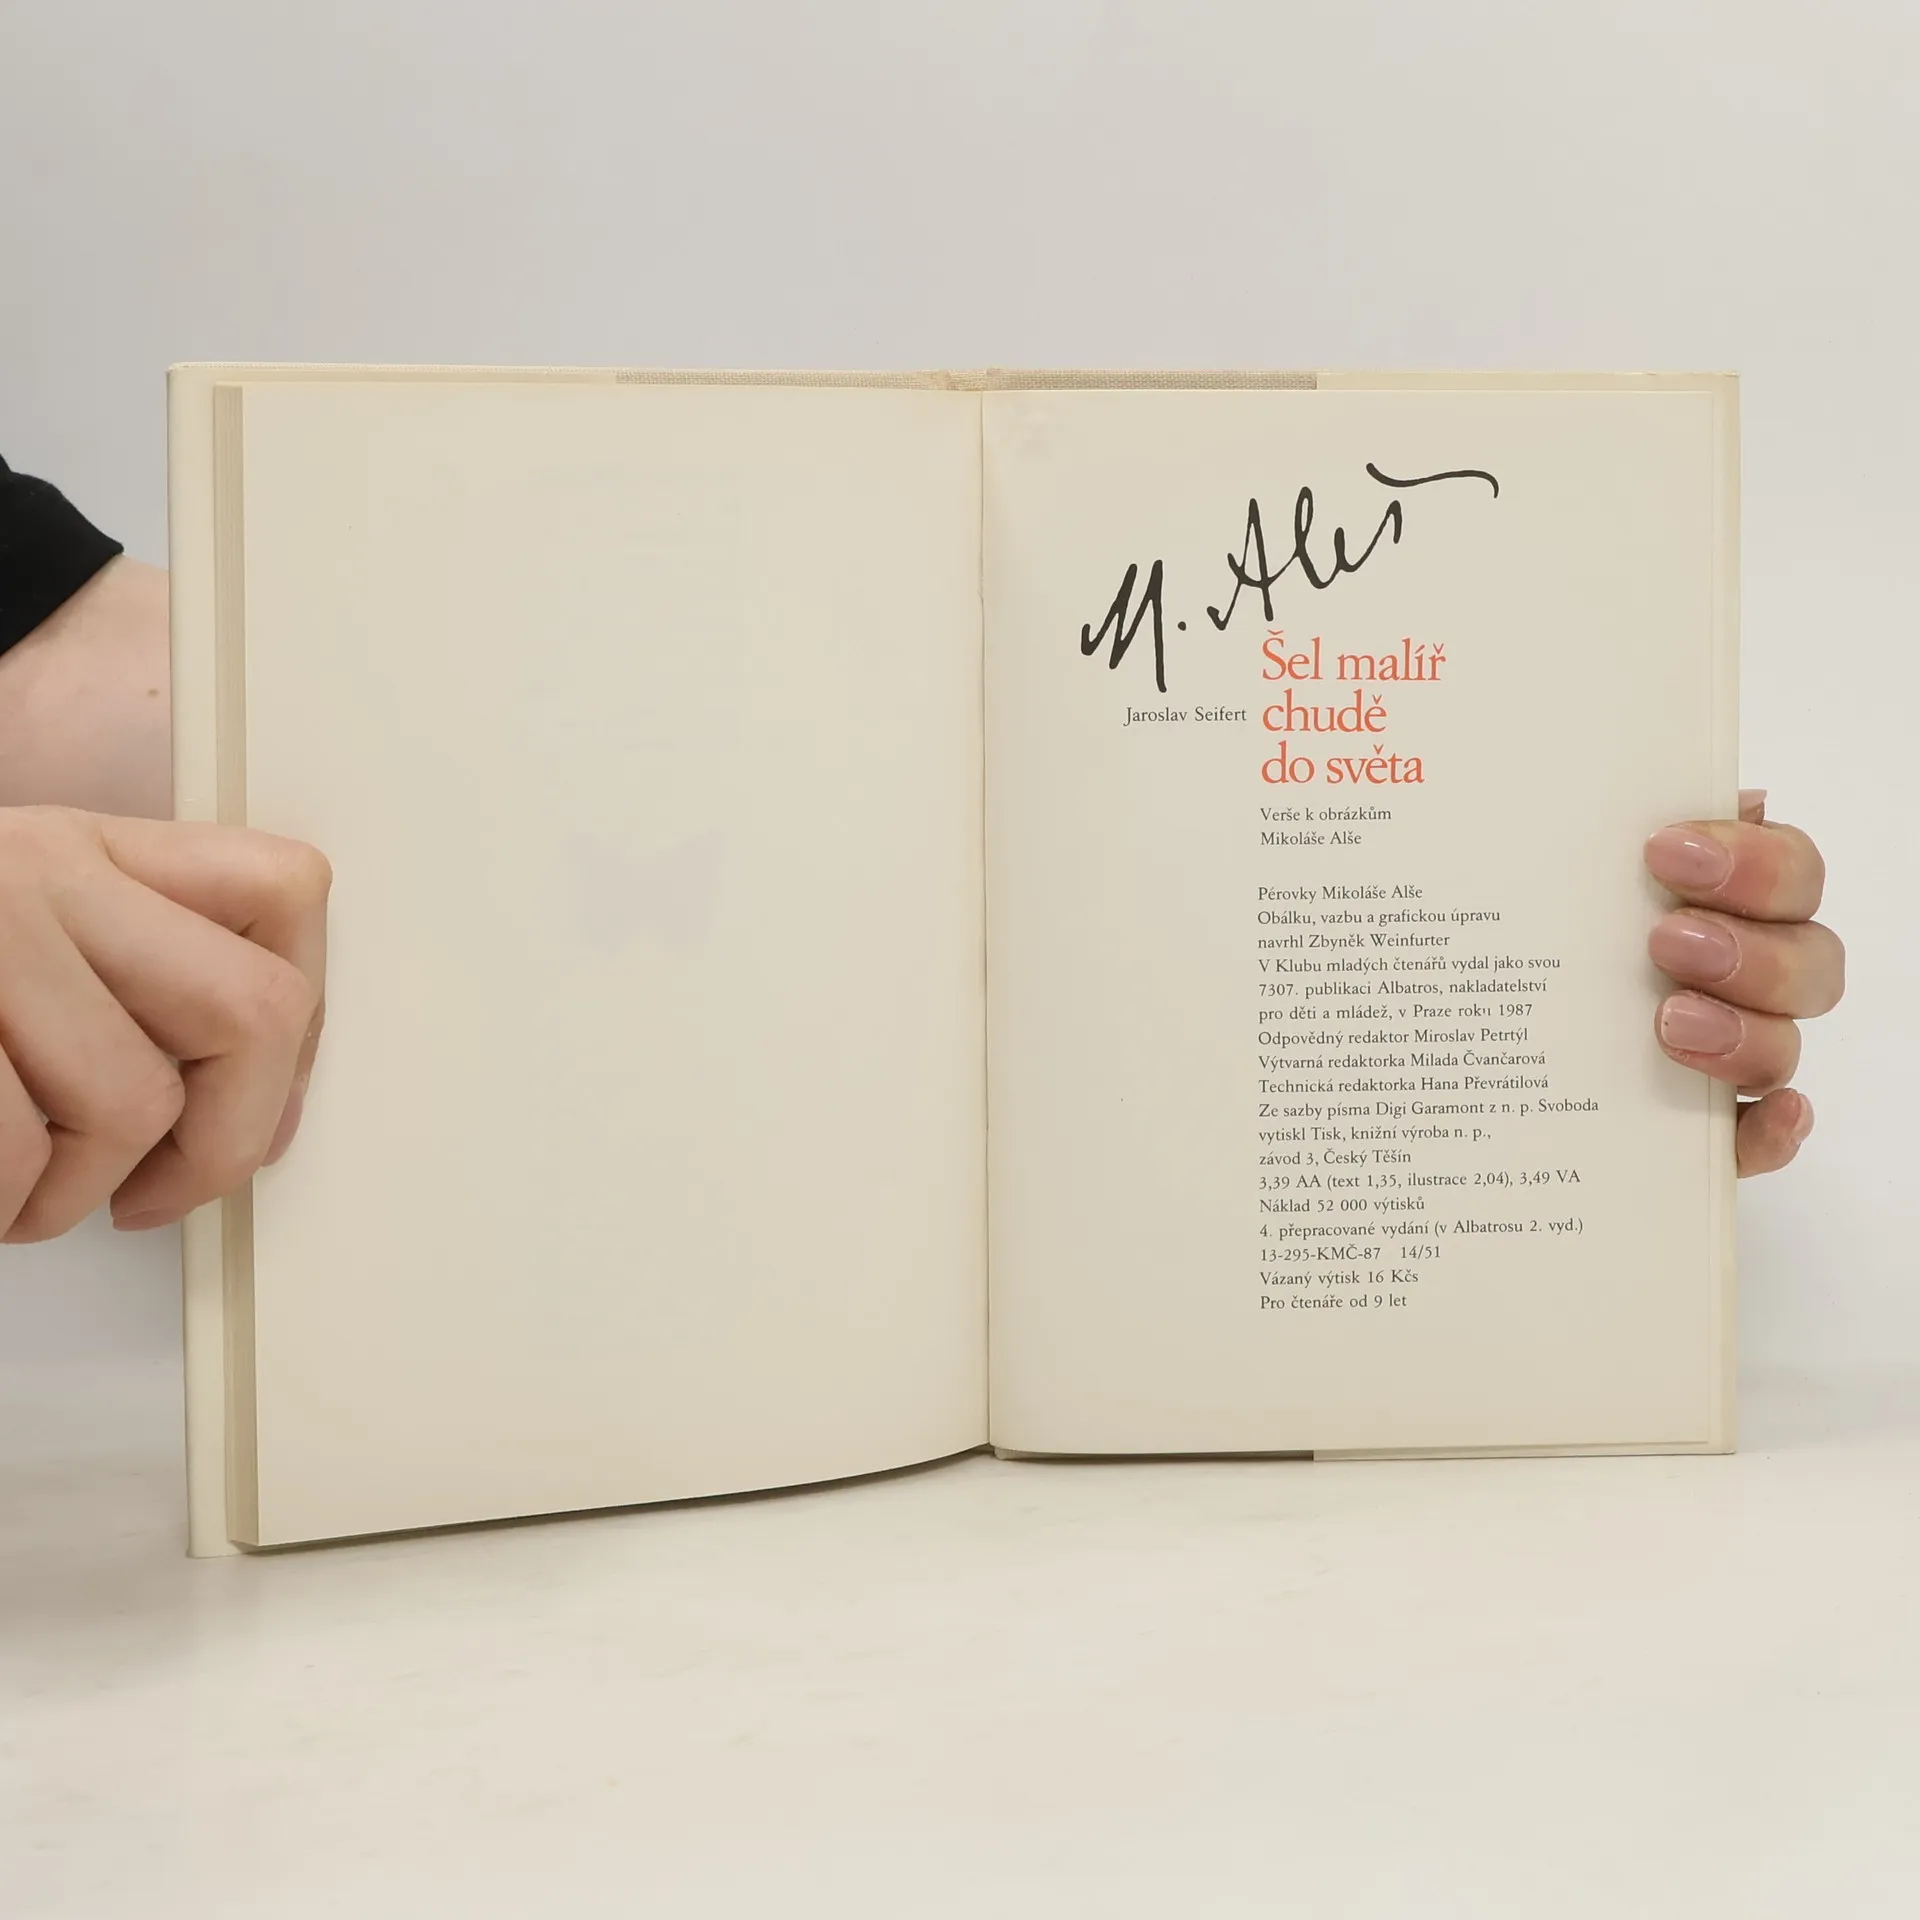 M. Aleš
Šel malíř
Jaroslav Seifert chudě
do světa
Verše k obrázkům
Mikoláše Alše
Pérovky Mikoláše Alše
Obálku, vazbu a grafickou úpravu
navrhl Zbyněk Weinfurter
V Klubu mladých čtenářů vydal jako svou
7307. publikaci Albatros, nakladatelství
pro děti a mládež, v Praze roku 1987
Odpovědný redaktor Miroslav Petrtýl
Výtvarná redaktorka Milada Čvančarová
Technická redaktorka Hana Převrátilová
Ze sazby písma Digi Garamont z n. p. Svoboda
vytiskl Tisk, knižní výroba n. p.,
závod 3, Český Těšín
3,39 AA (text 1,35, ilustrace 2,04), 3,49 VA
Náklad 52 000 výtisků
4. přepracované vydání (v Albatrosu 2. vyd.)
13-295-KMČ-87 14/51
Vázaný výtisk 16 Kčs
Pro čtenáře od 9 let